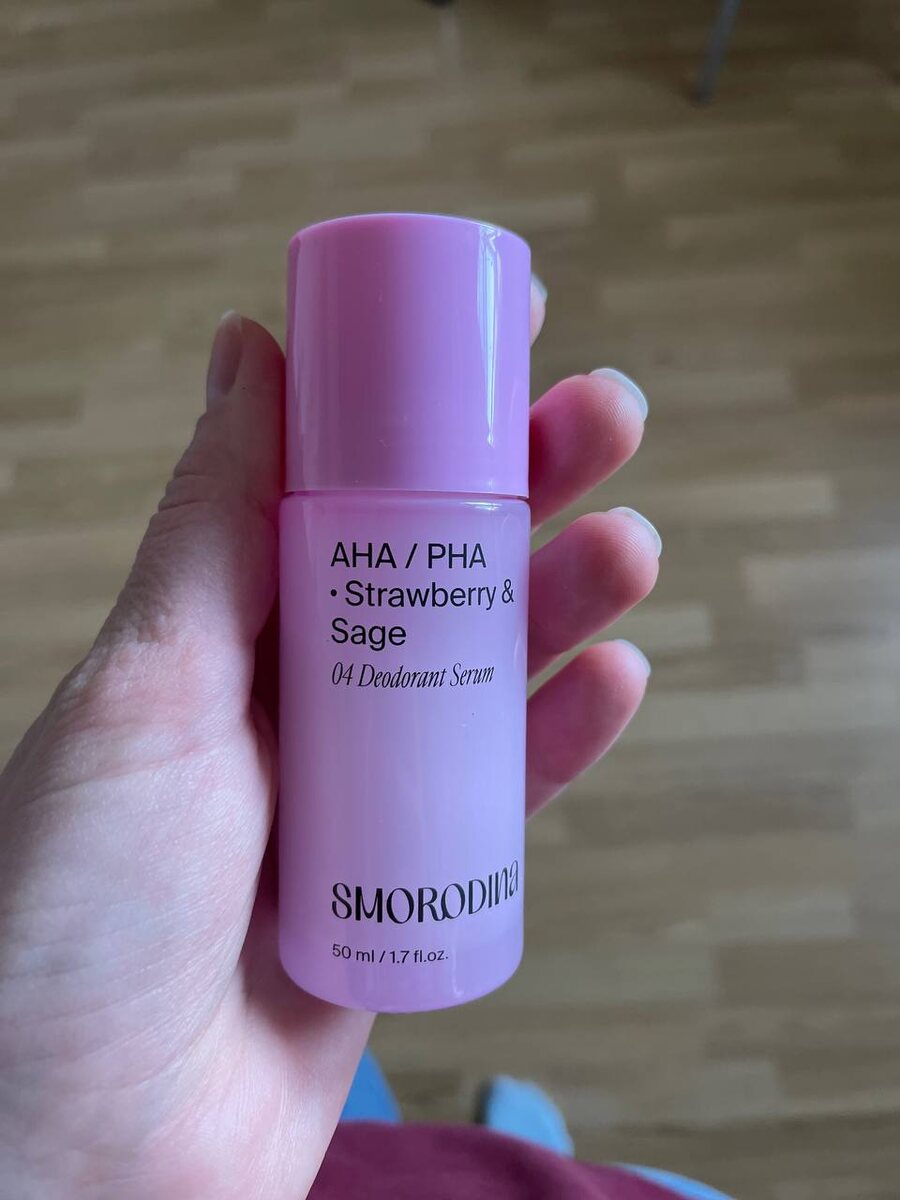 AHA / PHA
• Strawberry &
Sage
04 Deodorant Serum
SMORODINa
50 ml / 1.7 fl.oz.